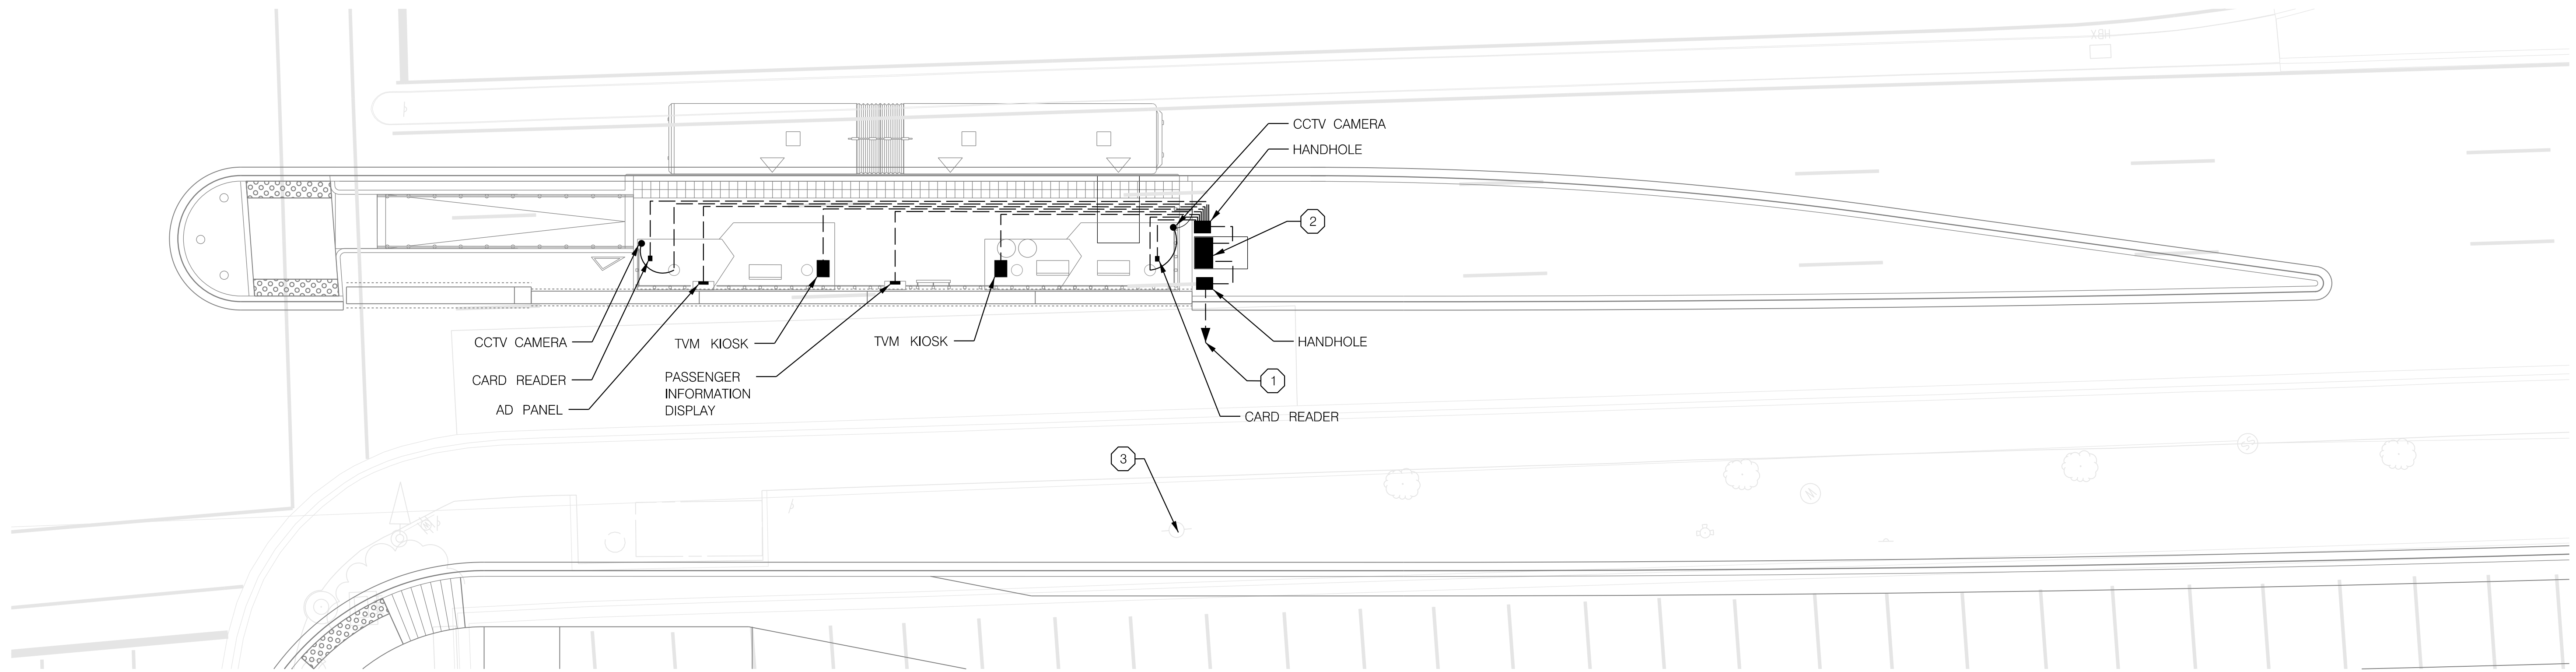 CCTV CAMERA
HANDHOLE
2
CCTV CAMERA
TVM KIOSK
TVM KIOSK
HANDHOLE
CARD READER
PASSENGER
INFORMATION
DISPLAY
1
AD PANEL
CARD READER
3
W